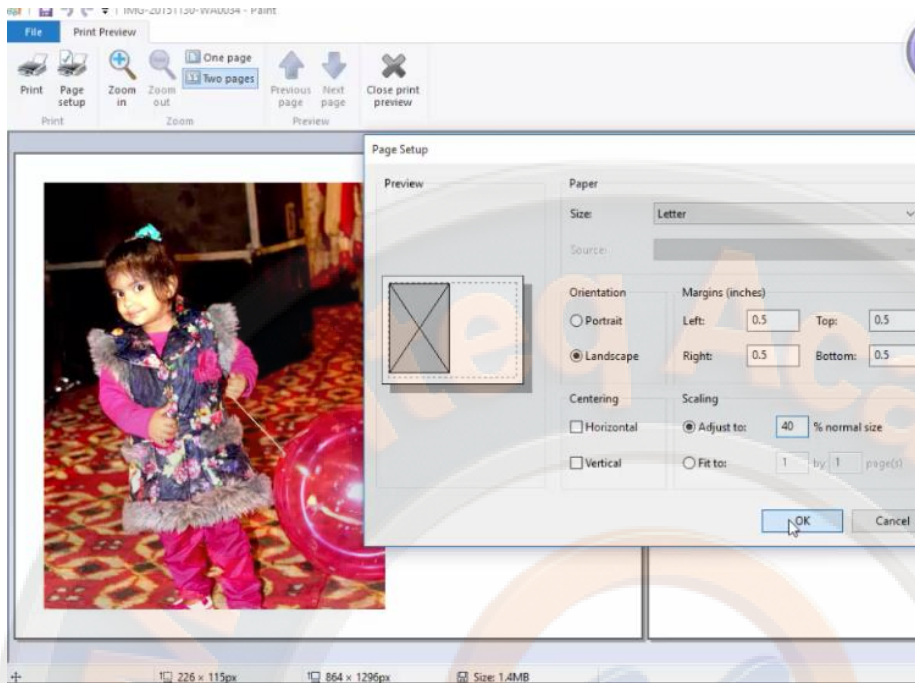 IMG-20151130-WA0034 - Paint
File Print Preview
Print
Page setup
Zoom in
Zoom out
One page
Two pages
Previous page
Next page
Close print preview
Print Zoom Preview
Page Setup
Preview
Paper
Size: Letter
Source:
Orientation
Portrait
Landscape
Margins (inches)
Left: 0.5 Top: 0.5
Right: 0.5 Bottom: 0.5
Centering
Horizontal
Vertical
Scaling
Adjust to: 40 % normal size
Fit to: 1 by 1 page(s)
OK Cancel
226 × 115px 864 × 1296px Size: 1.4MB